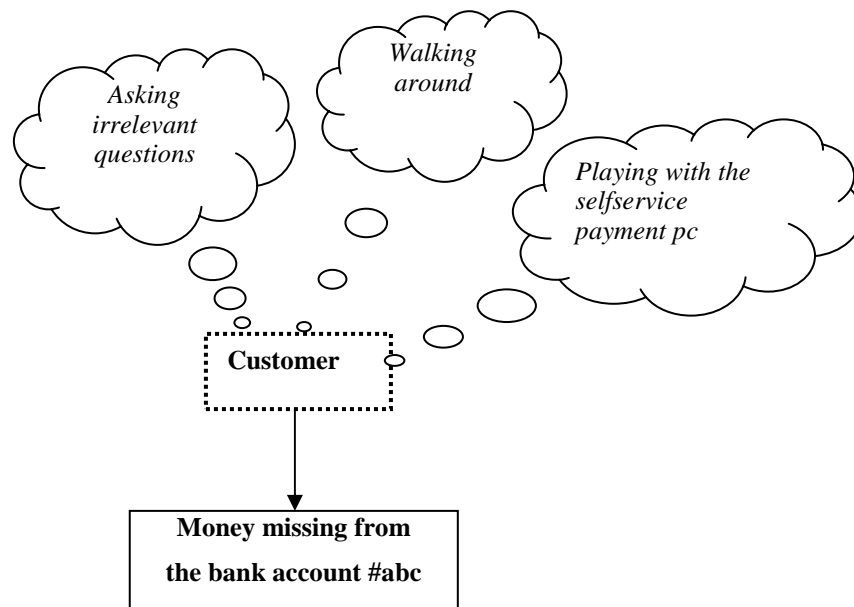 Asking
irrelevant
questions
Walking
around
Playing with the
selfservice
payment pc
Customer
Money missing from
the bank account #abc